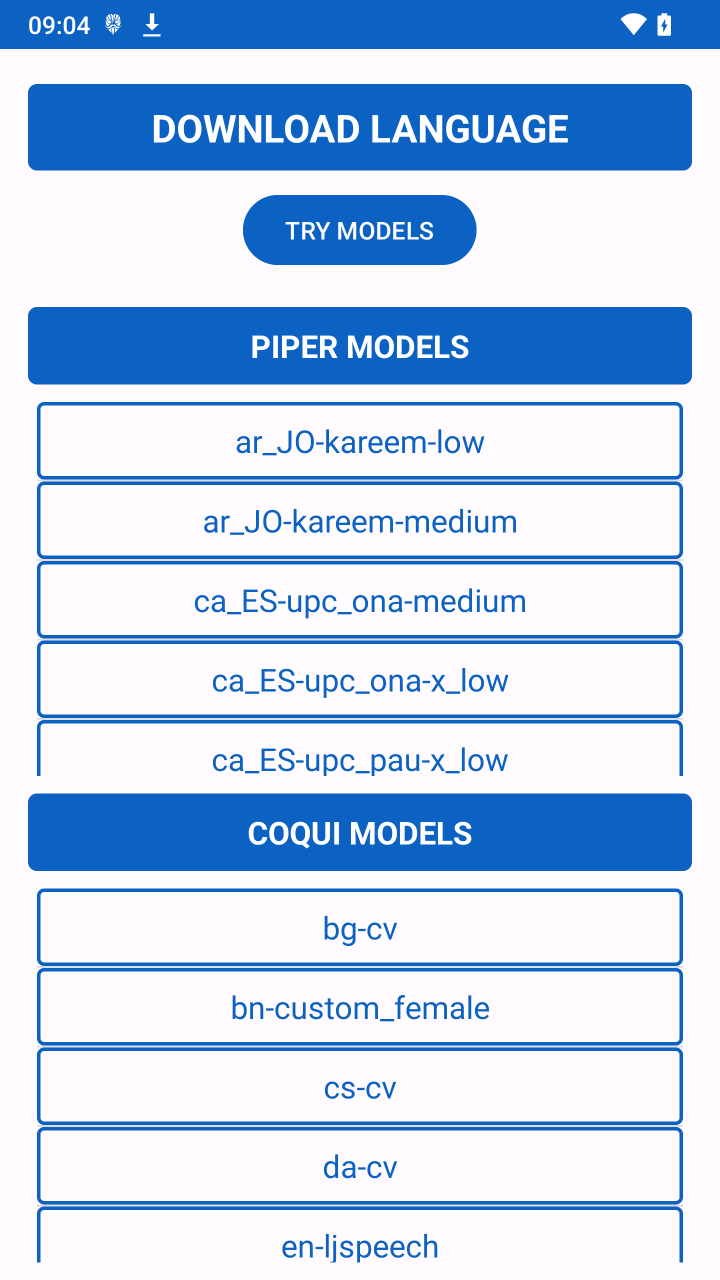 09:04
DOWNLOAD LANGUAGE
TRY MODELS
PIPER MODELS
ar_JO-kareem-low
ar_JO-kareem-medium
ca_ES-upc_ona-medium
ca_ES-upc_ona-x_low
ca_ES-upc_pau-x_low
COQUI MODELS
bg-cv
bn-custom_female
cs-cv
da-cv
en-ljspeech